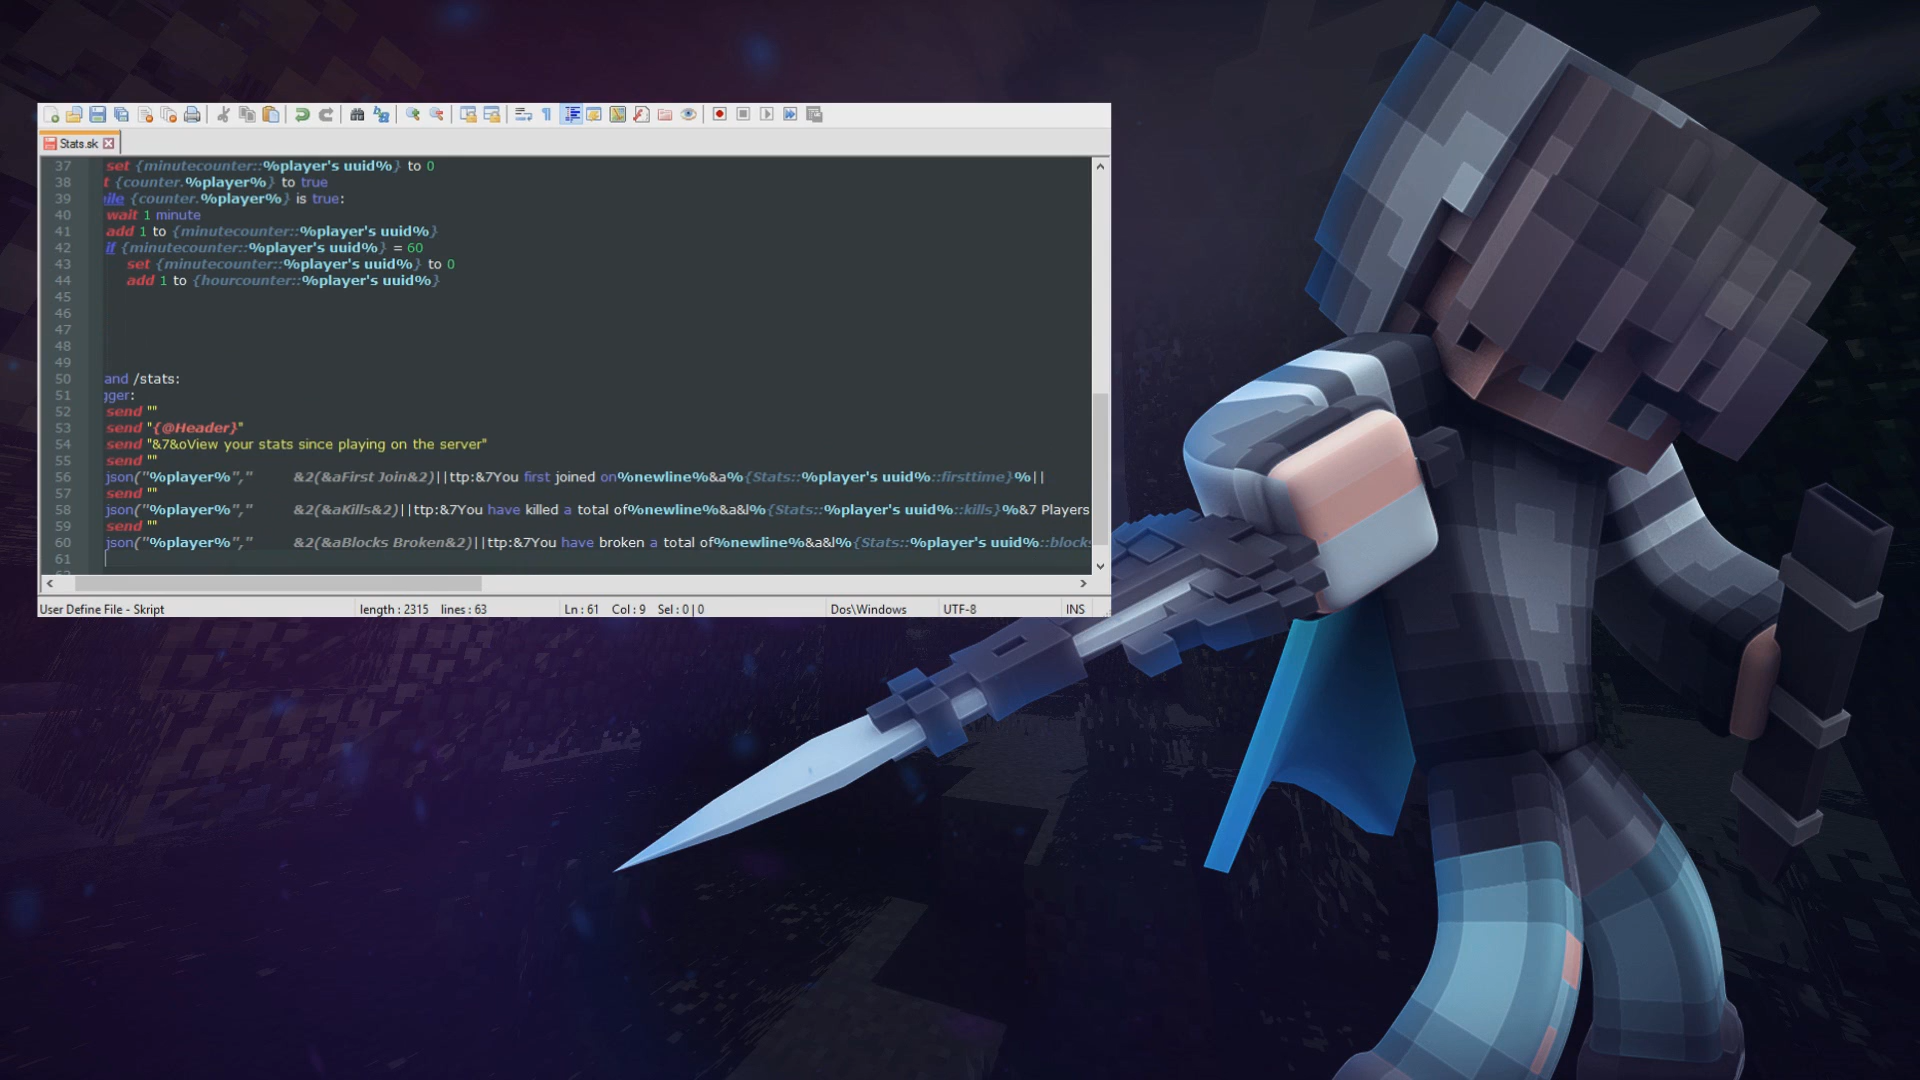 Stats.sk
37 set {minutecounter::%player's uuid%} to 0
38 t {counter.%player%} to true
39 ile {counter.%player%} is true:
40 wait 1 minute
41 add 1 to {minutecounter::%player's uuid%}
42 if {minutecounter::%player's uuid%} = 60
43 set {minutecounter::%player's uuid%} to 0
44 add 1 to {hourcounter::%player's uuid%}
45
46
47
48
49
50 and /stats:
51 gger:
52 send ""
53 send "{@Header}"
54 send "&7&oView your stats since playing on the server"
55 send ""
56 json("%player%"," &2(&aFirst Join&2)||ttp:&7You first joined on%newline%&a%{Stats::%player's uuid%::firsttime}%||
57 send ""
58 json("%player%"," &2(&aKills&2)||ttp:&7You have killed a total of%newline%&a&l%{Stats::%player's uuid%::kills}%&7 Players
59 send ""
60 json("%player%"," &2(&aBlocks Broken&2)||ttp:&7You have broken a total of%newline%&a&l%{Stats::%player's uuid%::blocks
61
User Define File - Skript length : 2315 lines : 63 Ln : 61 Col : 9 Sel : 0 | 0 Dos\Windows UTF-8 INS